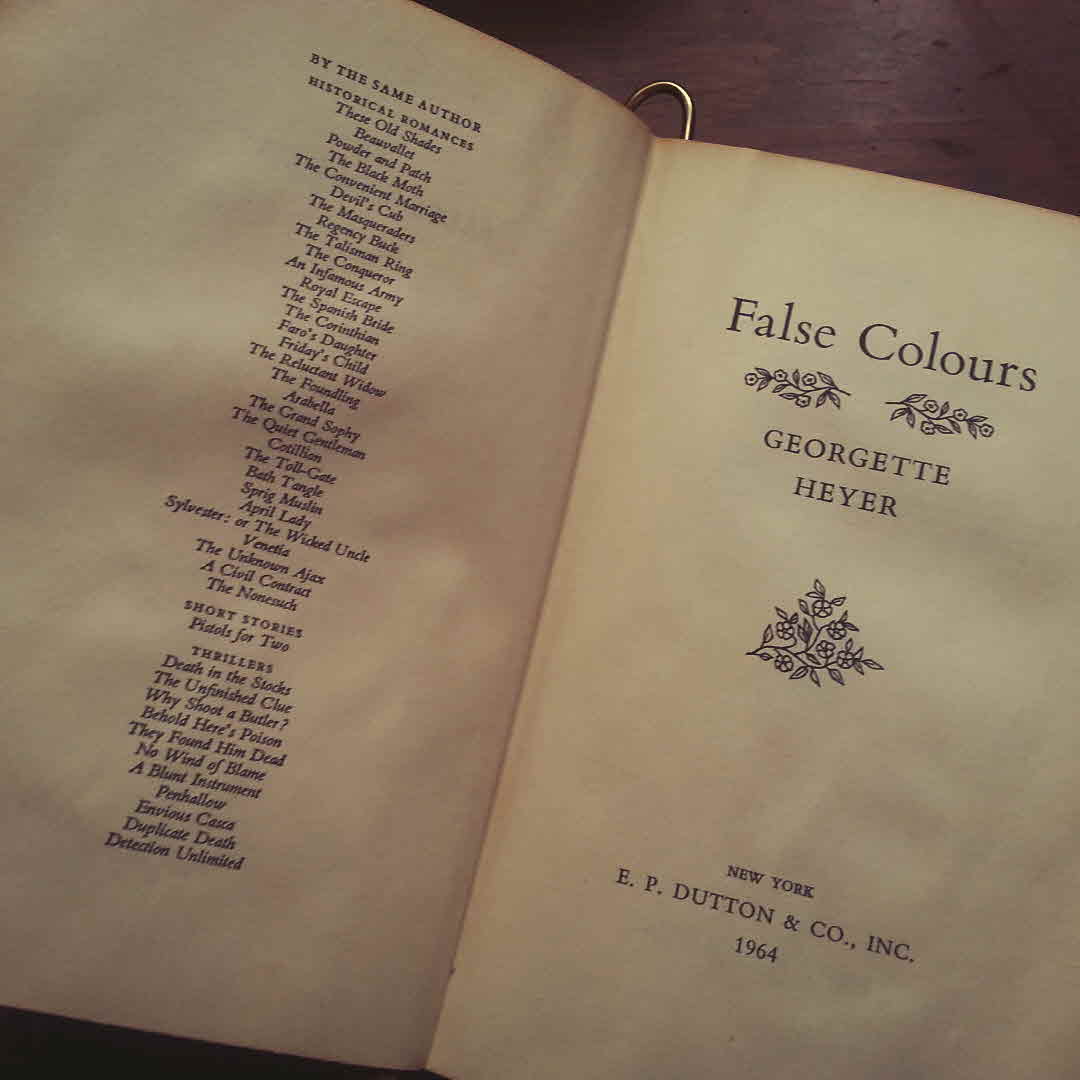 BY THE SAME AUTHOR
HISTORICAL ROMANCES
These Old Shades
Beauvallet
Powder and Patch
The Black Moth
The Convenient Marriage
Devil's Cub
The Masqueraders
Regency Buck
The Talisman Ring
The Conqueror
An Infamous Army
Royal Escape
The Spanish Bride
The Corinthian
Faro's Daughter
Friday's Child
The Reluctant Widow
The Foundling
Arabella
The Grand Sophy
The Quiet Gentleman
Cotillion
The Toll-Gate
Bath Tangle
Sprig Muslin
April Lady
Sylvester: or The Wicked Uncle
Venetia
The Unknown Ajax
A Civil Contract
The Nonesuch
SHORT STORIES
Pistols for Two
THRILLERS
Death in the Stocks
The Unfinished Clue
Why Shoot a Butler?
Behold Here's Poison
They Found Him Dead
No Wind of Blame
A Blunt Instrument
Penhallow
Envious Casca
Duplicate Death
Detection Unlimited
False Colours
GEORGETTE
HEYER
NEW YORK
E. P. DUTTON & CO., INC.
1964